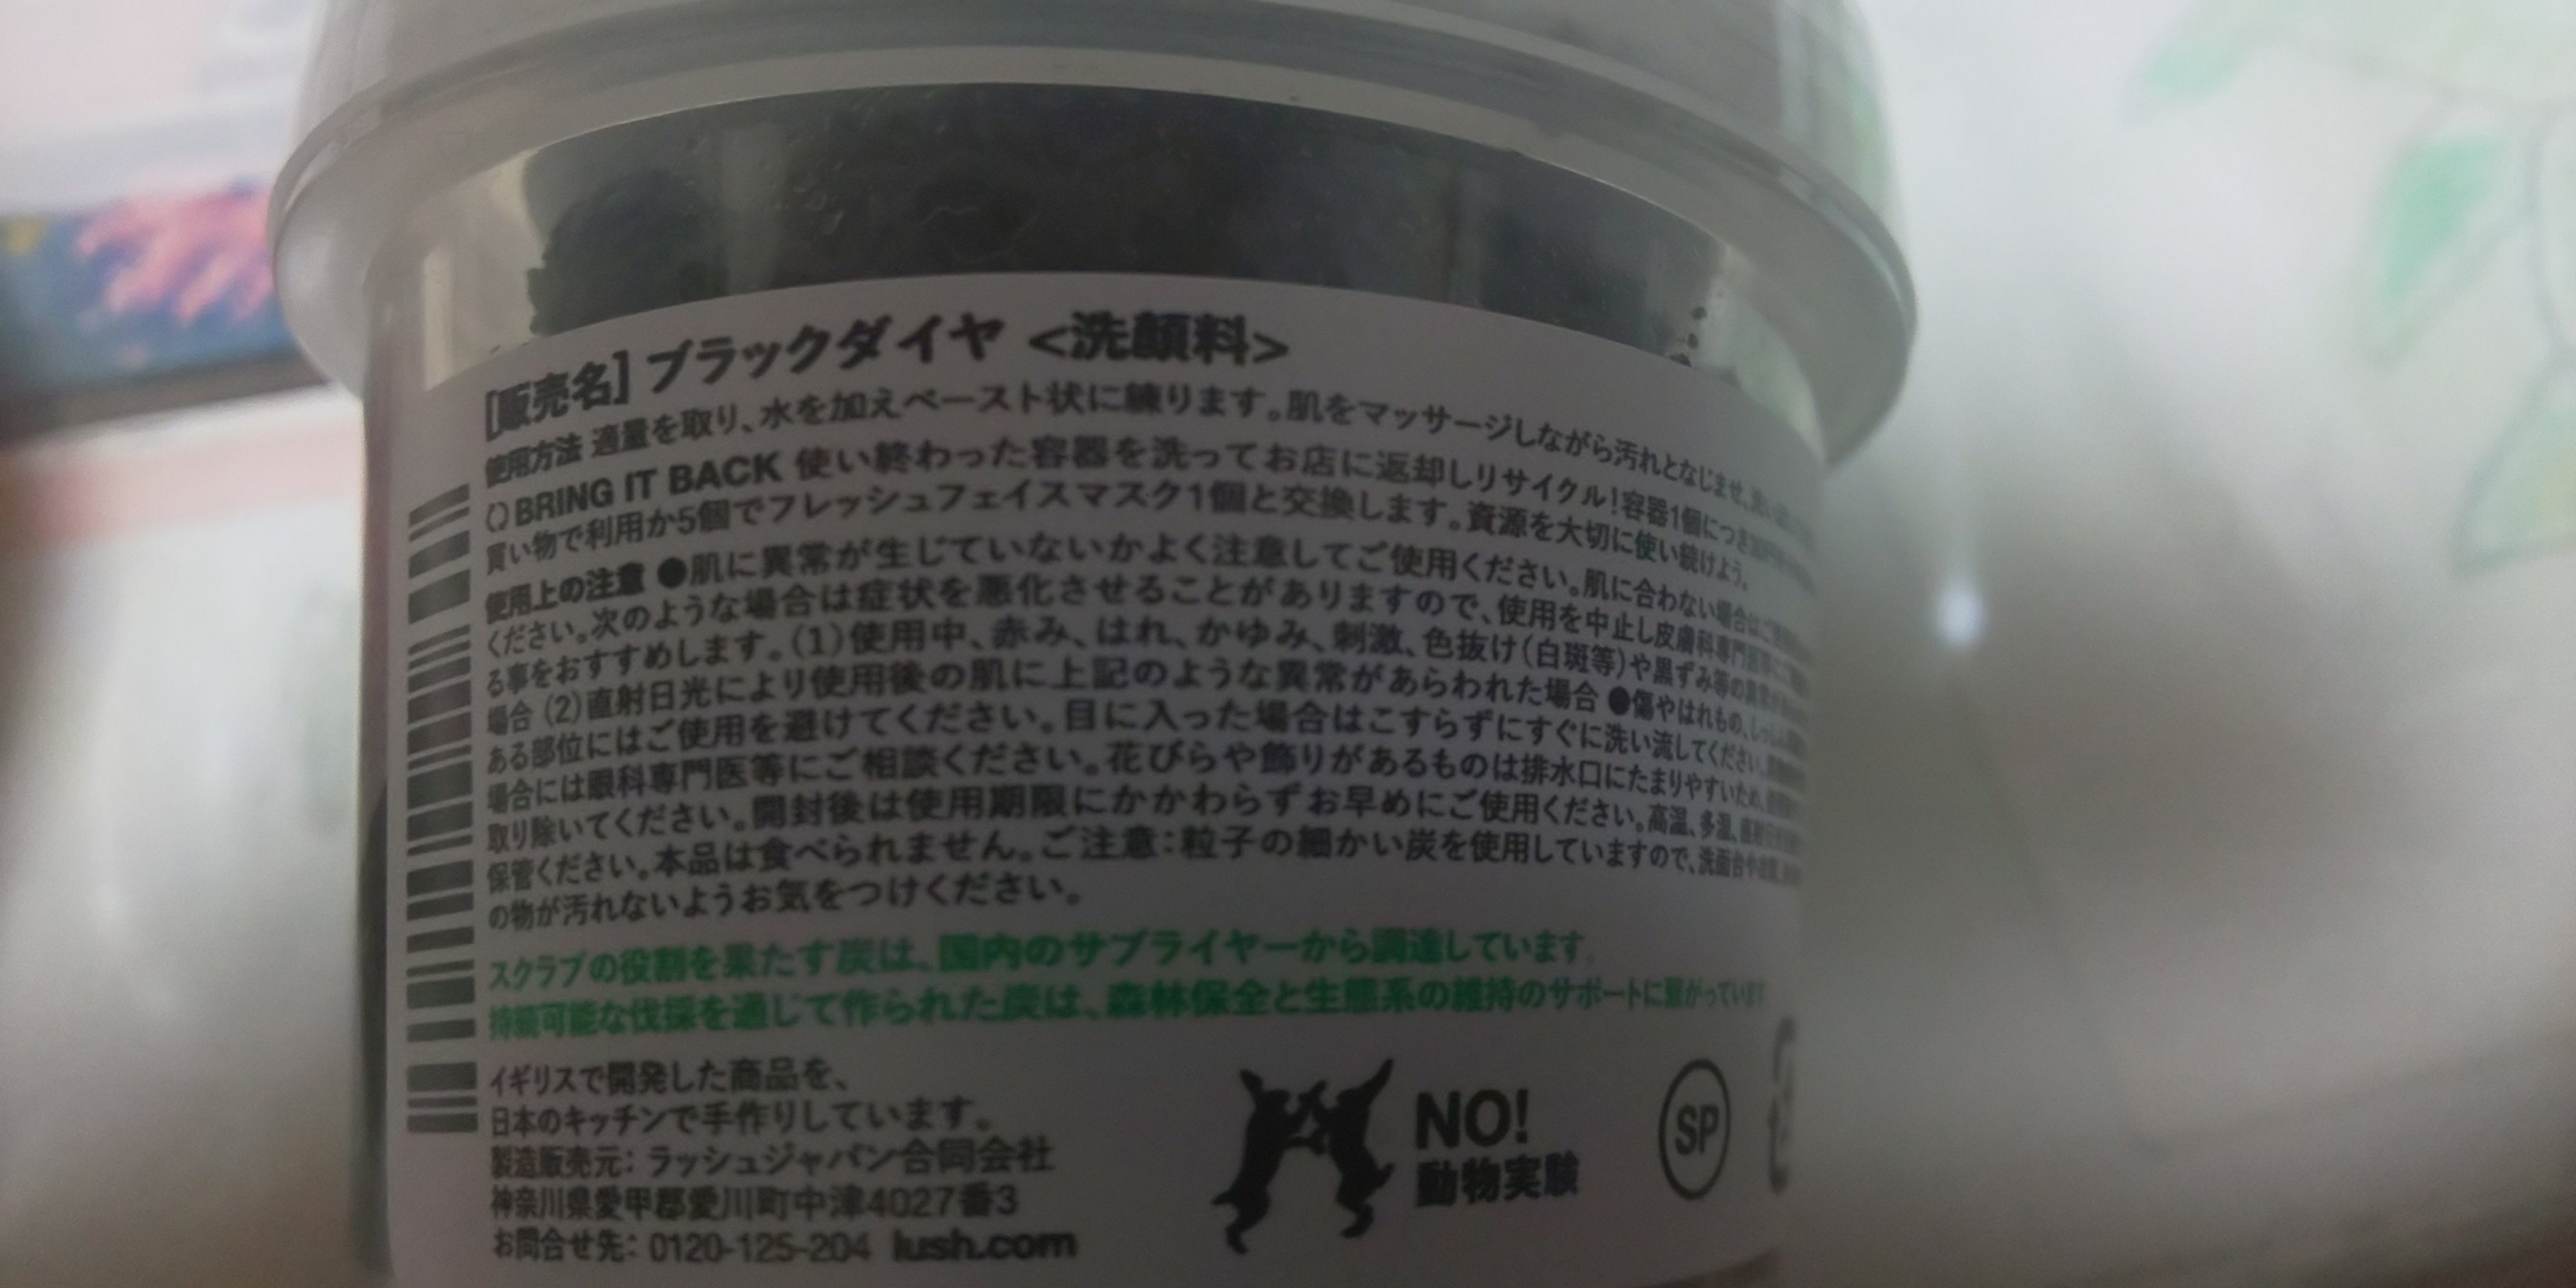 [販売名] ブラックダイヤ <洗顔料>
使用方法 適量を取り、水を加えペースト状に練ります。肌をマッサージしながら汚れとなじませ、
BRING IT BACK 使い終わった容器を洗ってお店に返却しリサイクル!容器1個につき
買い物で利用か5個でフレッシュフェイスマスク1個と交換します。資源を大切に使い続けよう。
使用上の注意 ●肌に異常が生じていないかよく注意してご使用ください。肌に合わない場合は
ください。次のような場合は症状を悪化させることがありますので、使用を中止し皮膚科専門医等に
る事をおすすめします。(1)使用中、赤み、はれ、かゆみ、刺激、色抜け(白斑等)や黒ずみ等の
場合 (2)直射日光により使用後の肌に上記のような異常があらわれた場合 ●傷やはれもの、しっしん
ある部位にはご使用を避けてください。目に入った場合はこすらずにすぐに洗い流してください。
場合には眼科専門医等にご相談ください。花びらや飾りがあるものは排水口にたまりやすいため、
取り除いてください。開封後は使用期限にかかわらずお早めにご使用ください。高温、多湿、
保管ください。本品は食べられません。ご注意:粒子の細かい炭を使用していますので、洗面台や
の物が汚れないようお気をつけください。
スクラブの役割を果たす炭は、国内のサプライヤーから調達しています。
持続可能な伐採を通じて作られた炭は、森林保全と生態系の維持のサポートに繋がっています
イギリスで開発した商品を、
日本のキッチンで手作りしています。
製造販売元: ラッシュジャパン合同会社
神奈川県愛甲郡愛川町中津4027番3
お問合せ先: 0120-125-204 lush.com
NO!
動物実験
SP